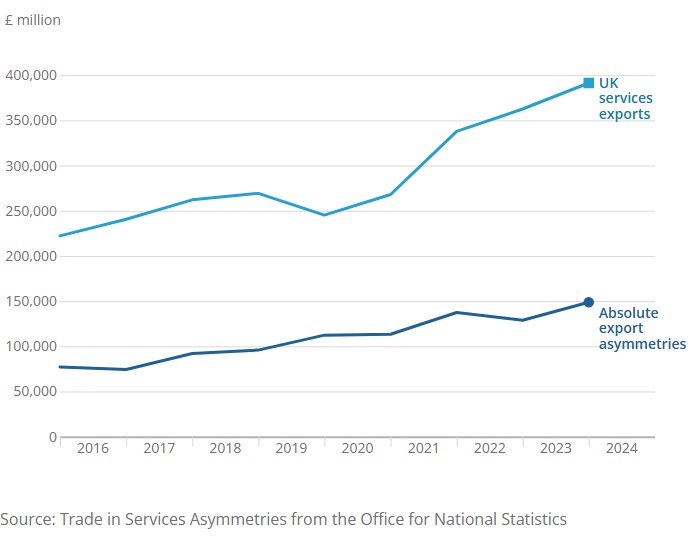 £ million
400,000
350,000
300,000
250,000
200,000
150,000
100,000
50,000
0
UK
services
exports
Absolute
export
asymmetries
2016 2017 2018 2019 2020 2021 2022 2023 2024
Source: Trade in Services Asymmetries from the Office for National Statistics